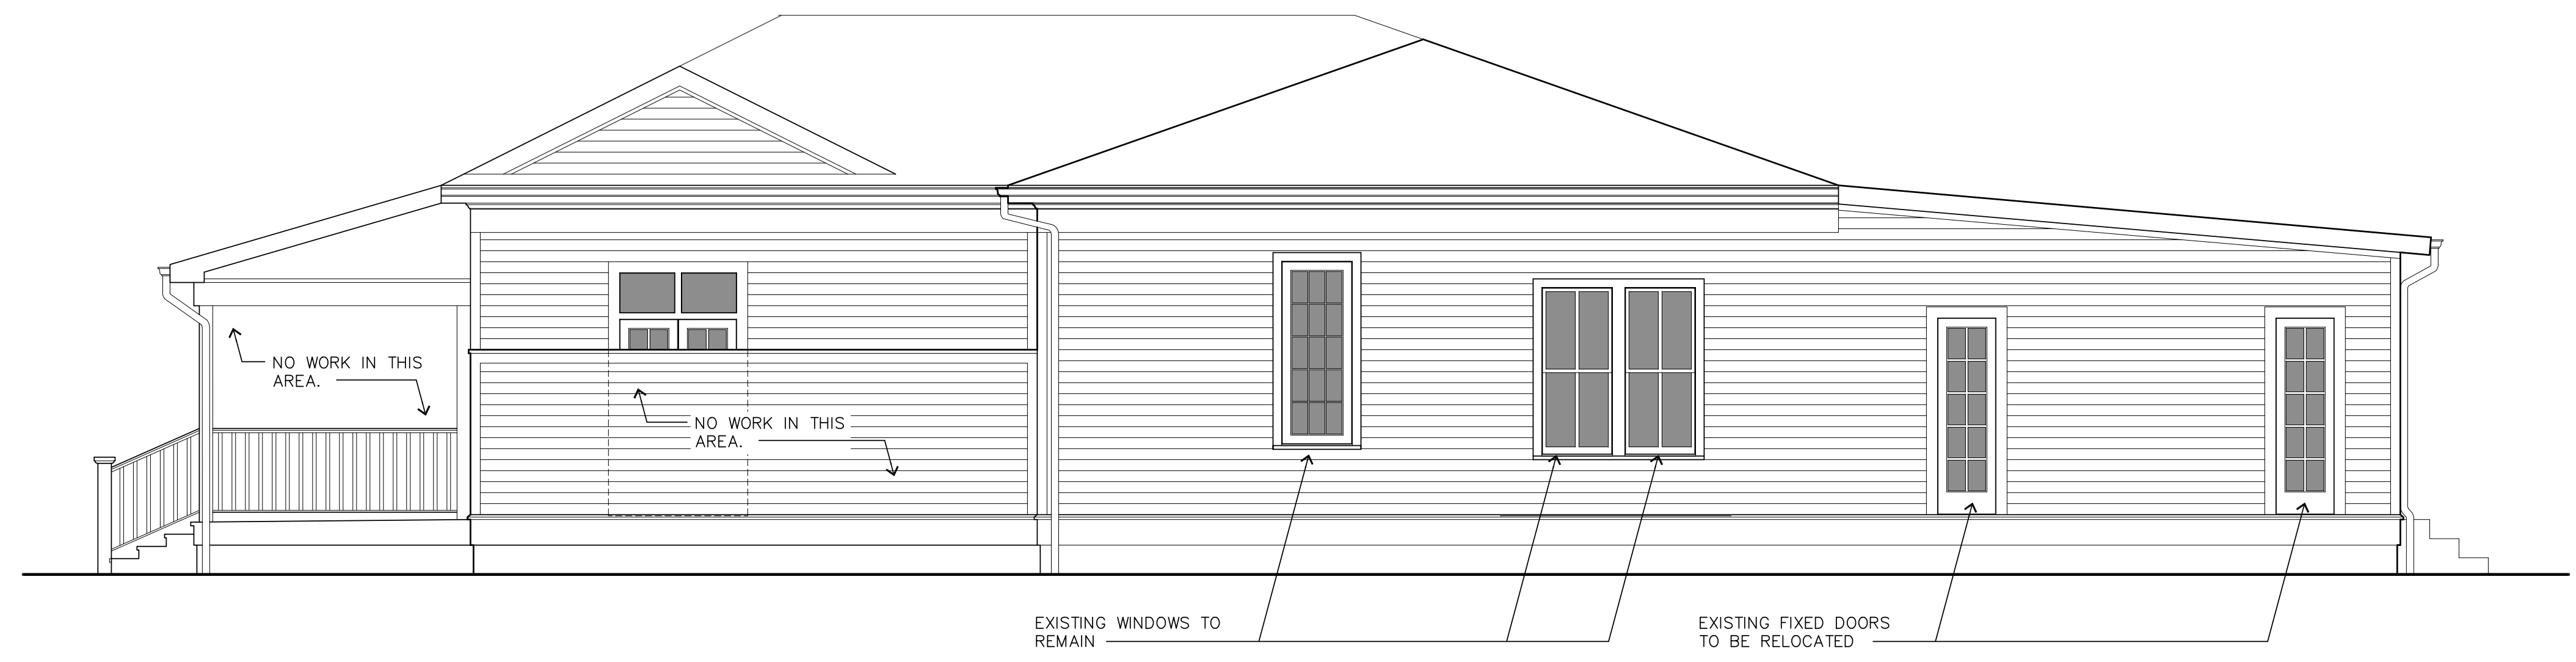 NO WORK IN THIS
AREA.
NO WORK IN THIS
AREA.
EXISTING WINDOWS TO
REMAIN
EXISTING FIXED DOORS
TO BE RELOCATED